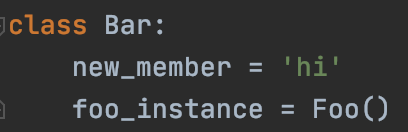 class Bar:
    new_member = 'hi'
    foo_instance = Foo()